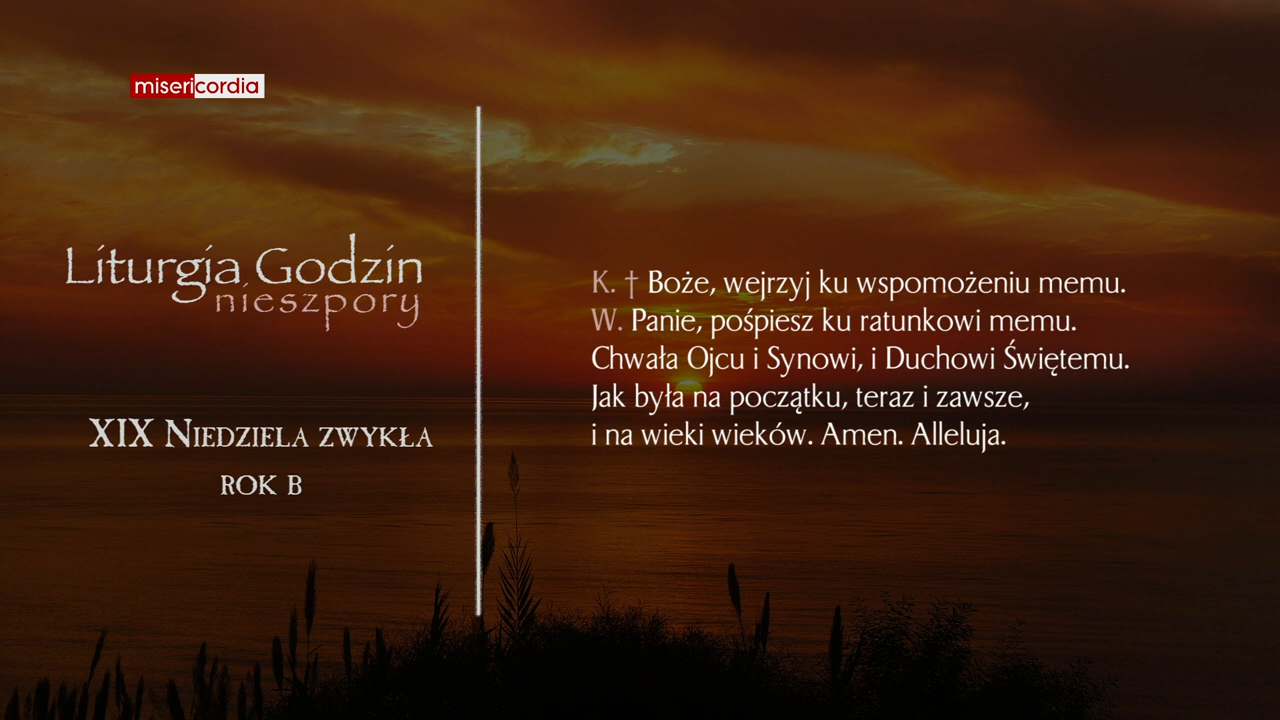 misericordia
Liturgia Godzin
nieszpory
XIX Niedziela zwykła
rok B
K. † Boże, wejrzyj ku wspomożeniu memu.
W. Panie, pośpiesz ku ratunkowi memu.
Chwała Ojcu i Synowi, i Duchowi Świętemu.
Jak była na początku, teraz i zawsze,
i na wieki wieków. Amen. Alleluja.